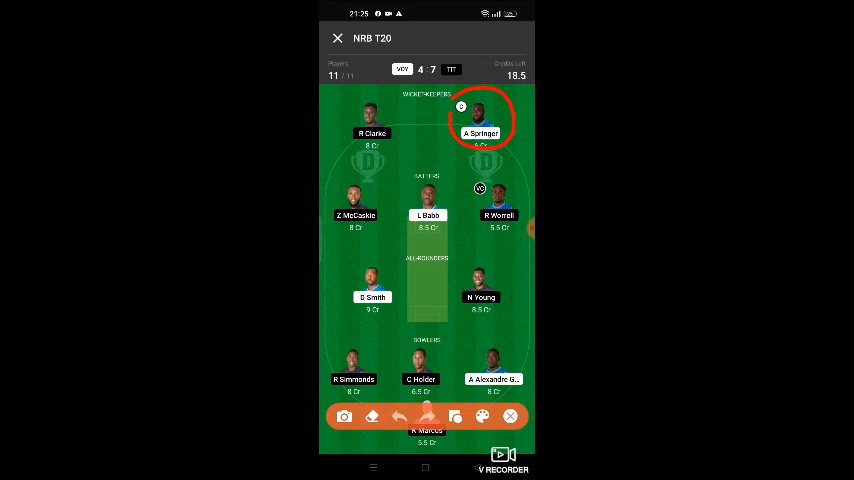 21:25
NRB T20
Players
Credits Left
11 / 11
VOY 4 : 7 TIT
18.5
WICKET-KEEPERS
C
R Clarke
A Springer
8 Cr
BATTERS
VC
Z McCaskie
L Babb
R Worrell
8 Cr
8.5 Cr
5.5 Cr
ALL-ROUNDERS
D Smith
N Young
9 Cr
8.5 Cr
BOWLERS
R Simmonds
C Holder
A Alexandre G...
8 Cr
6.5 Cr
8 Cr
K Marcus
5.5 Cr
V RECORDER